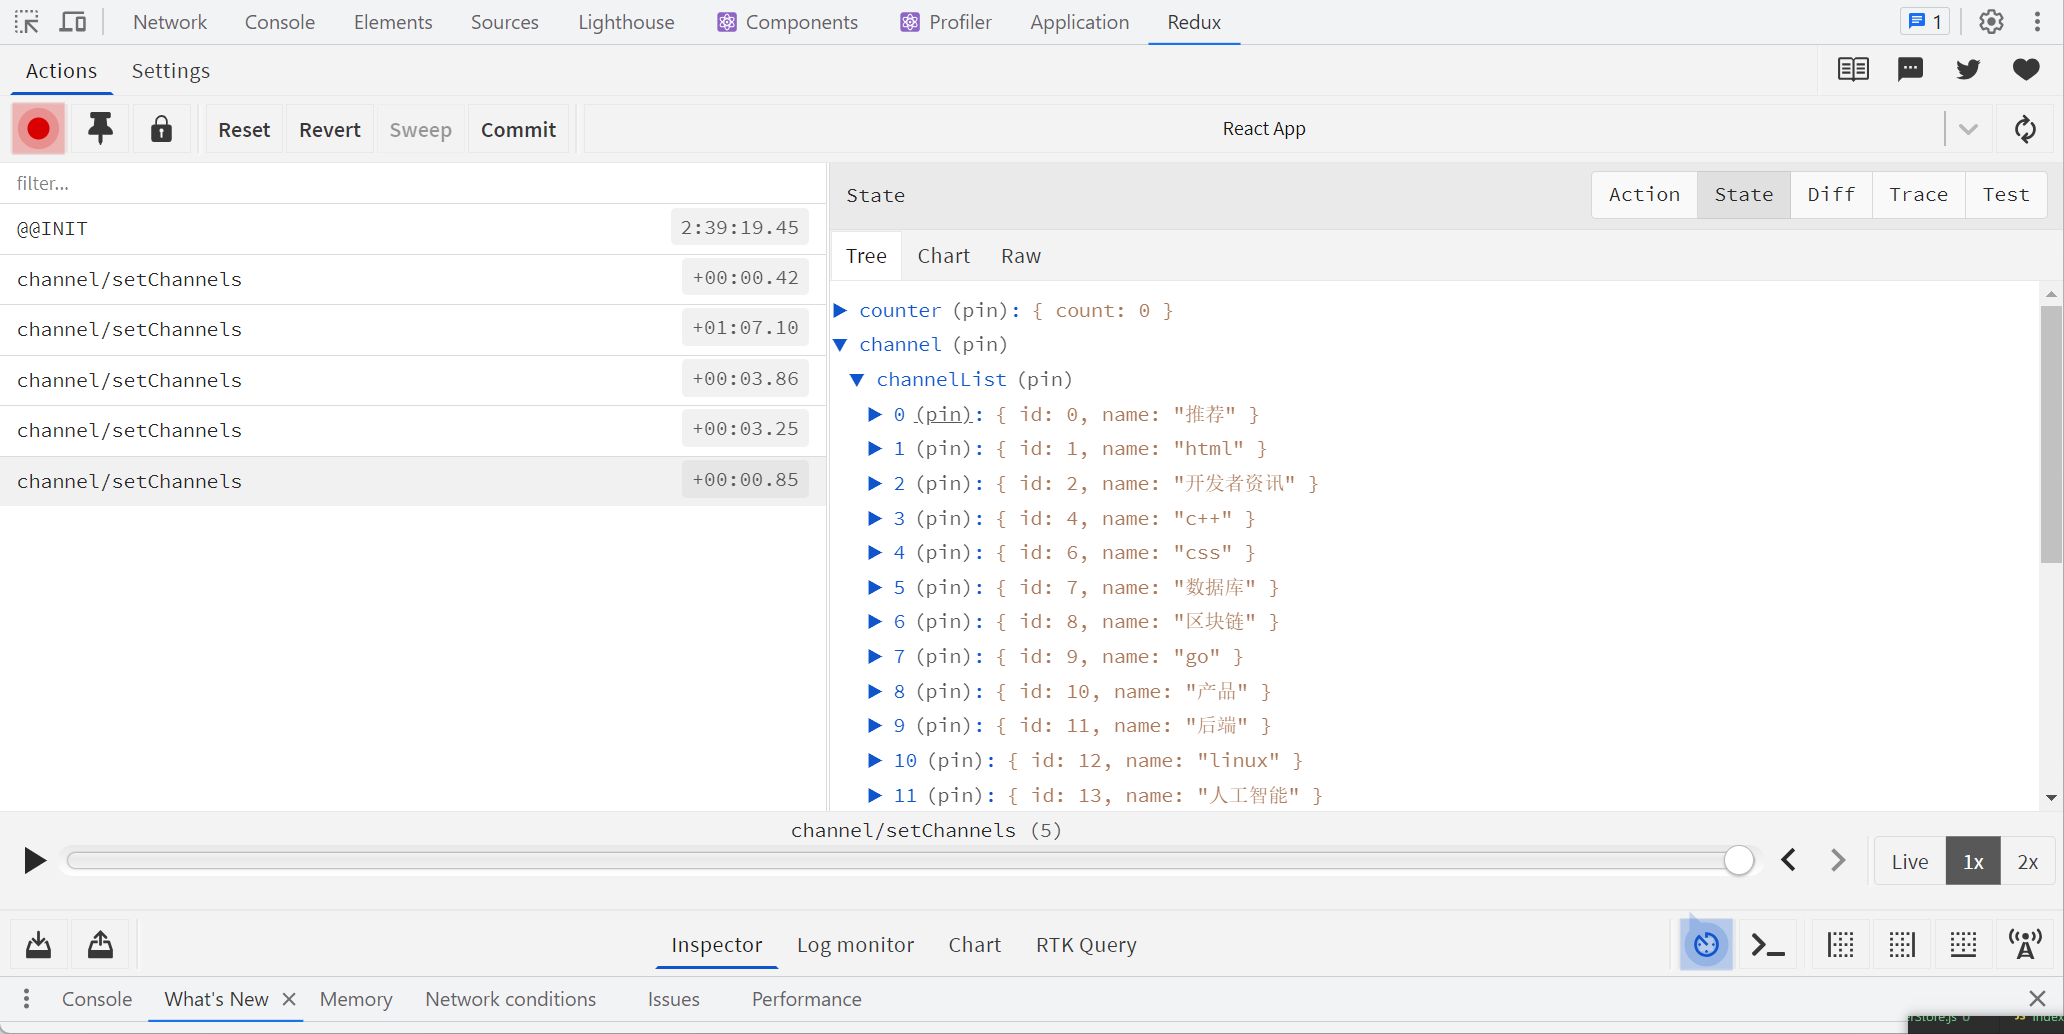 Network Console Elements Sources Lighthouse Components Profiler Application Redux 1
Actions Settings
Reset Revert Sweep Commit React App
filter...
@@INIT 2:39:19.45
channel/setChannels +00:00.42
channel/setChannels +01:07.10
channel/setChannels +00:03.86
channel/setChannels +00:03.25
channel/setChannels +00:00.85
State Action State Diff Trace Test
Tree Chart Raw
counter (pin): { count: 0 }
channel (pin)
channelList (pin)
0 (pin): { id: 0, name: "推荐" }
1 (pin): { id: 1, name: "html" }
2 (pin): { id: 2, name: "开发者资讯" }
3 (pin): { id: 4, name: "c++" }
4 (pin): { id: 6, name: "css" }
5 (pin): { id: 7, name: "数据库" }
6 (pin): { id: 8, name: "区块链" }
7 (pin): { id: 9, name: "go" }
8 (pin): { id: 10, name: "产品" }
9 (pin): { id: 11, name: "后端" }
10 (pin): { id: 12, name: "linux" }
11 (pin): { id: 13, name: "人工智能" }
channel/setChannels (5)
Live 1x 2x
Inspector Log monitor Chart RTK Query
Console What's New Memory Network conditions Issues Performance